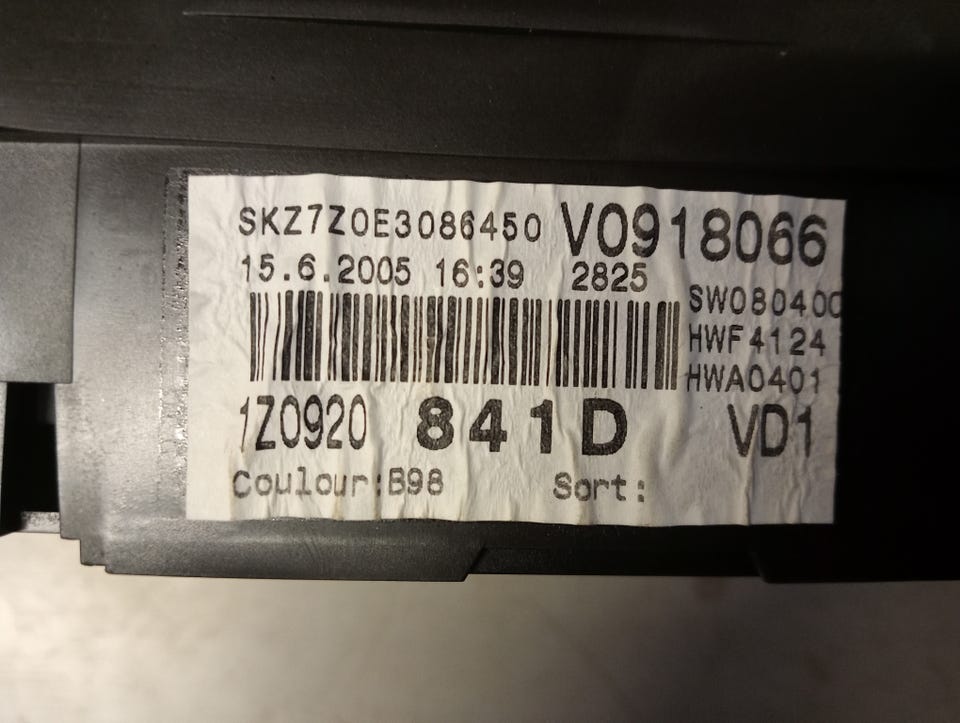 SKZ7Z0E3086450 V0918066
15.6.2005 16:39 2825
SW080400
HWF4124
HWA0401
1Z0920 841D VD1
Coulour:B98 Sort: